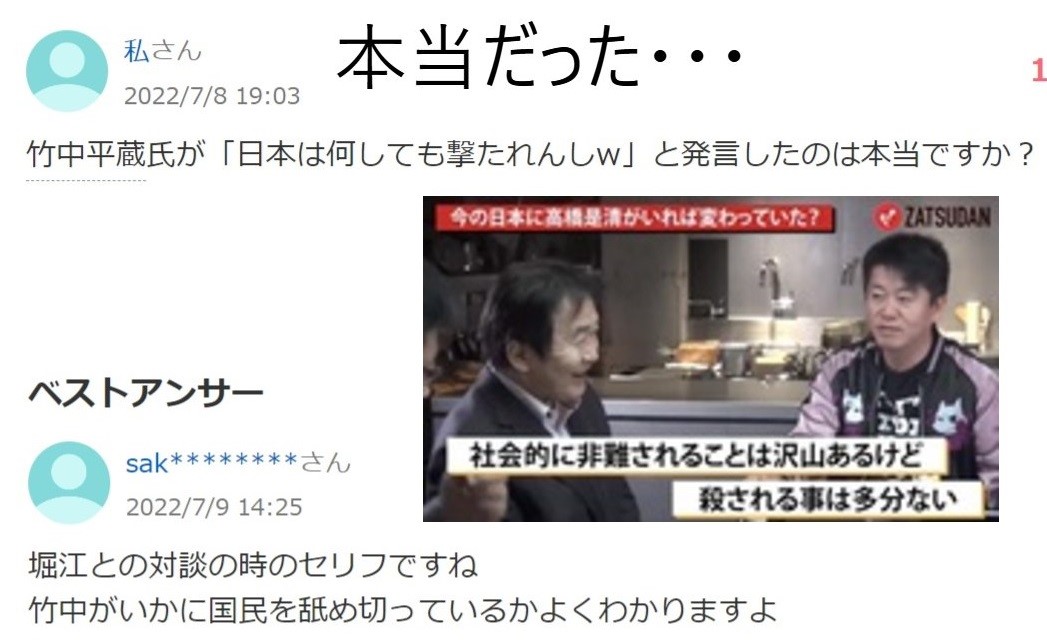 私さん
本当だった・・・
2022/7/8 19:03
1
竹中平蔵氏が「日本は何しても撃たれんしw」と発言したのは本当ですか？
今の日本に高橋是清がいれば変わっていた?
ZATSUDAN
社会的に非難されることは沢山あるけど
殺される事は多分ない
ベストアンサー
sak********さん
2022/7/9 14:25
堀江との対談の時のセリフですね
竹中がいかに国民を舐め切っているかよくわかりますよ